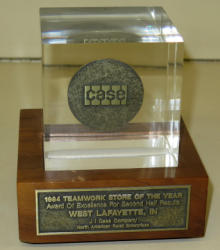 case
1984 TEAMWORK STORE OF THE YEAR
Award Of Excellence For Second Half Results
WEST LAFAYETTE, IN
J I Case Company
North American Retail Enterprises